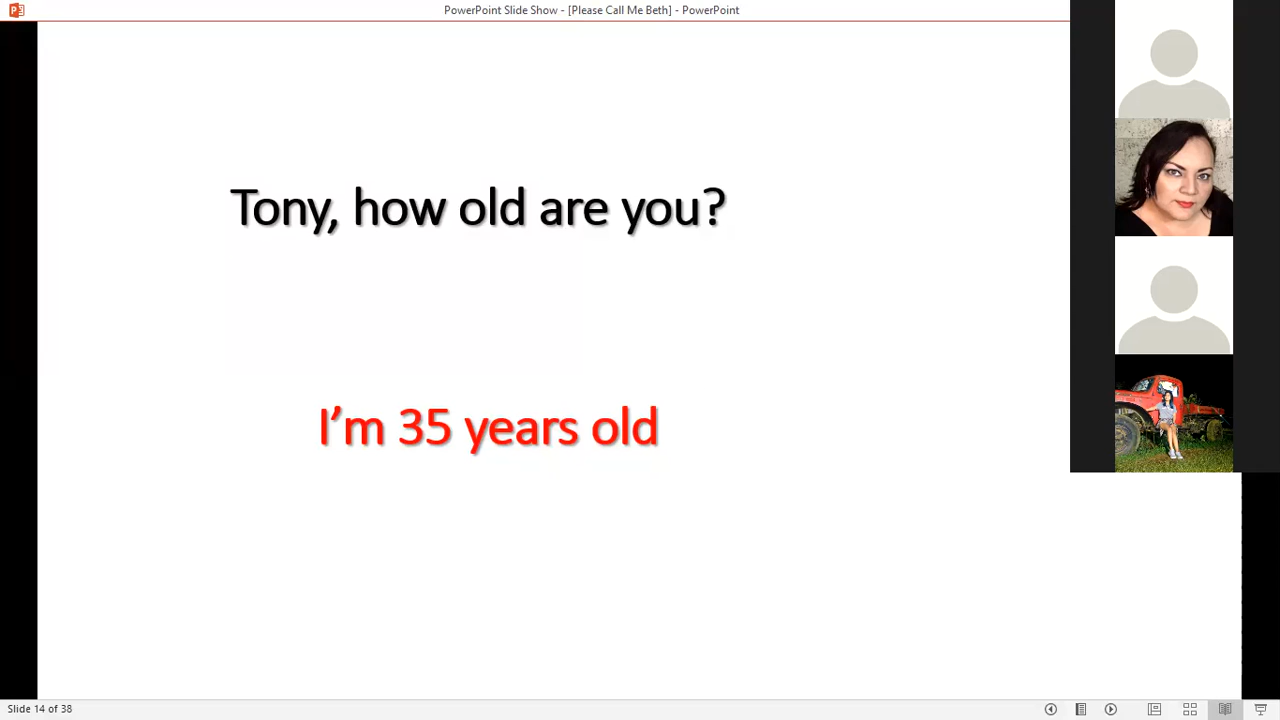 PowerPoint Slide Show - [Please Call Me Beth] - PowerPoint
Tony, how old are you?
I’m 35 years old
Slide 14 of 38